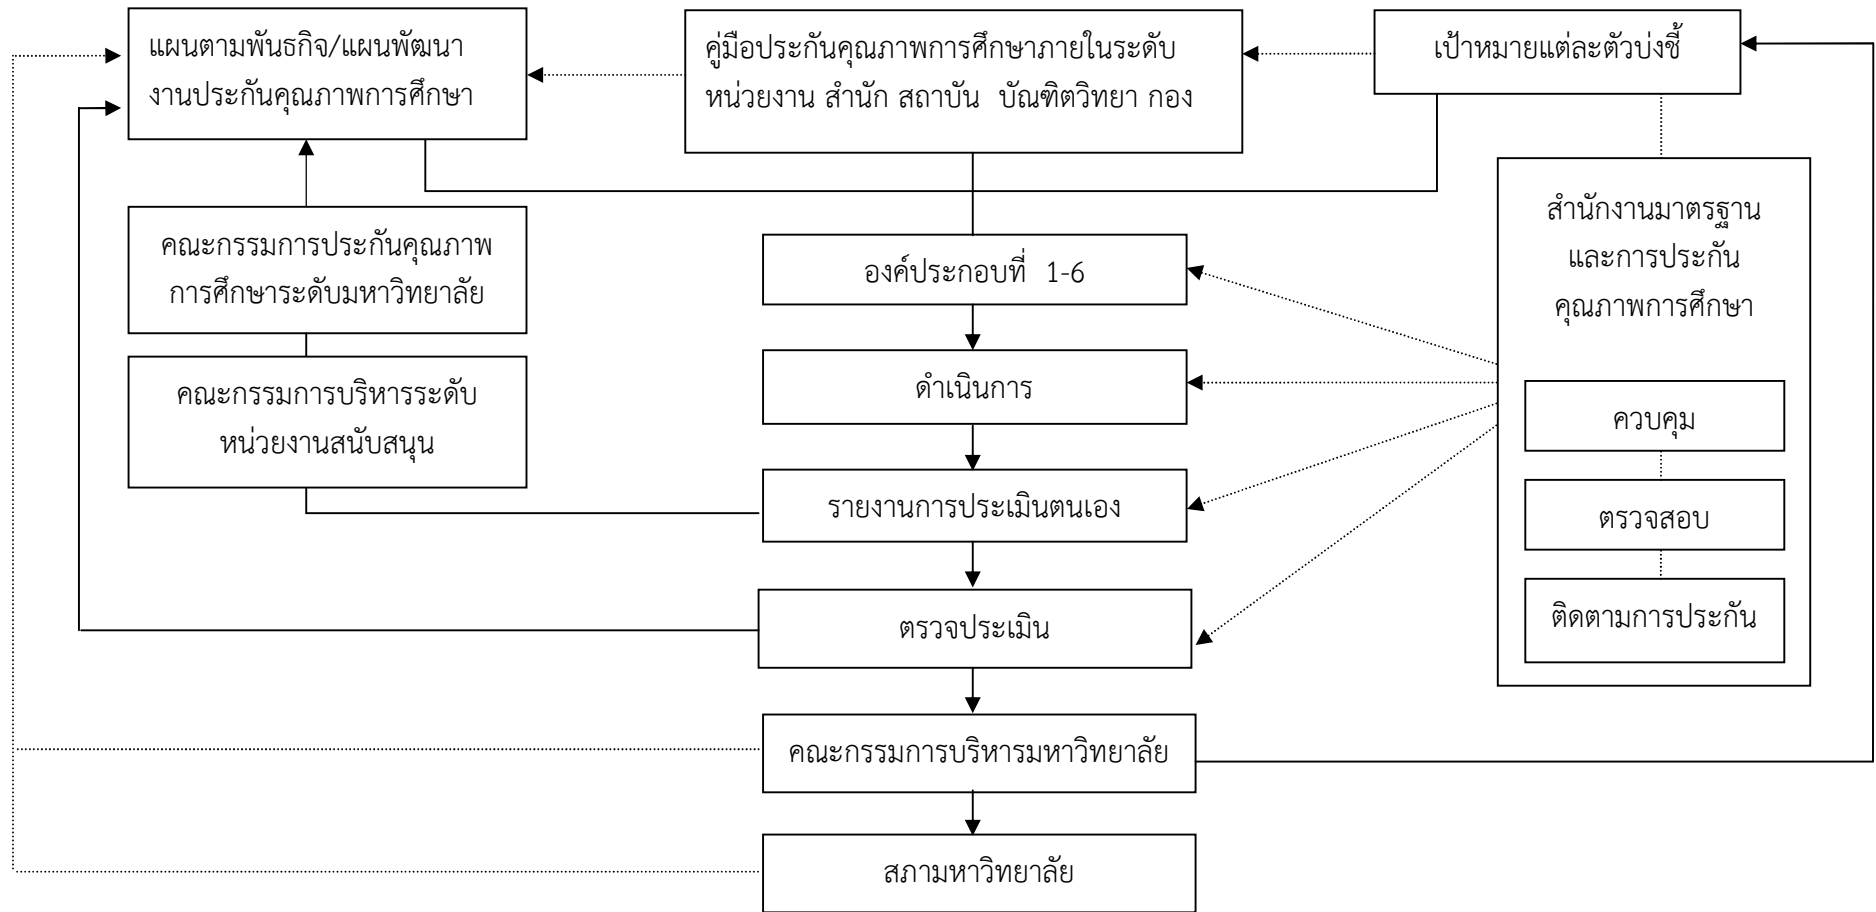 แผนตามพันธกิจ/แผนพัฒนา
งานประกันคุณภาพการศึกษา
คู่มือประกันคุณภาพการศึกษาภายในระดับ
หน่วยงาน สำนัก สถาบัน บัณฑิตวิทยา กอง
เป้าหมายแต่ละตัวบ่งชี้
คณะกรรมการประกันคุณภาพ
การศึกษาระดับมหาวิทยาลัย
คณะกรรมการบริหารระดับ
หน่วยงานสนับสนุน
องค์ประกอบที่ 1-6
ดำเนินการ
รายงานการประเมินตนเอง
ตรวจประเมิน
คณะกรรมการบริหารมหาวิทยาลัย
สภามหาวิทยาลัย
สำนักงานมาตรฐาน
และการประกัน
คุณภาพการศึกษา
ควบคุม
ตรวจสอบ
ติดตามการประกัน